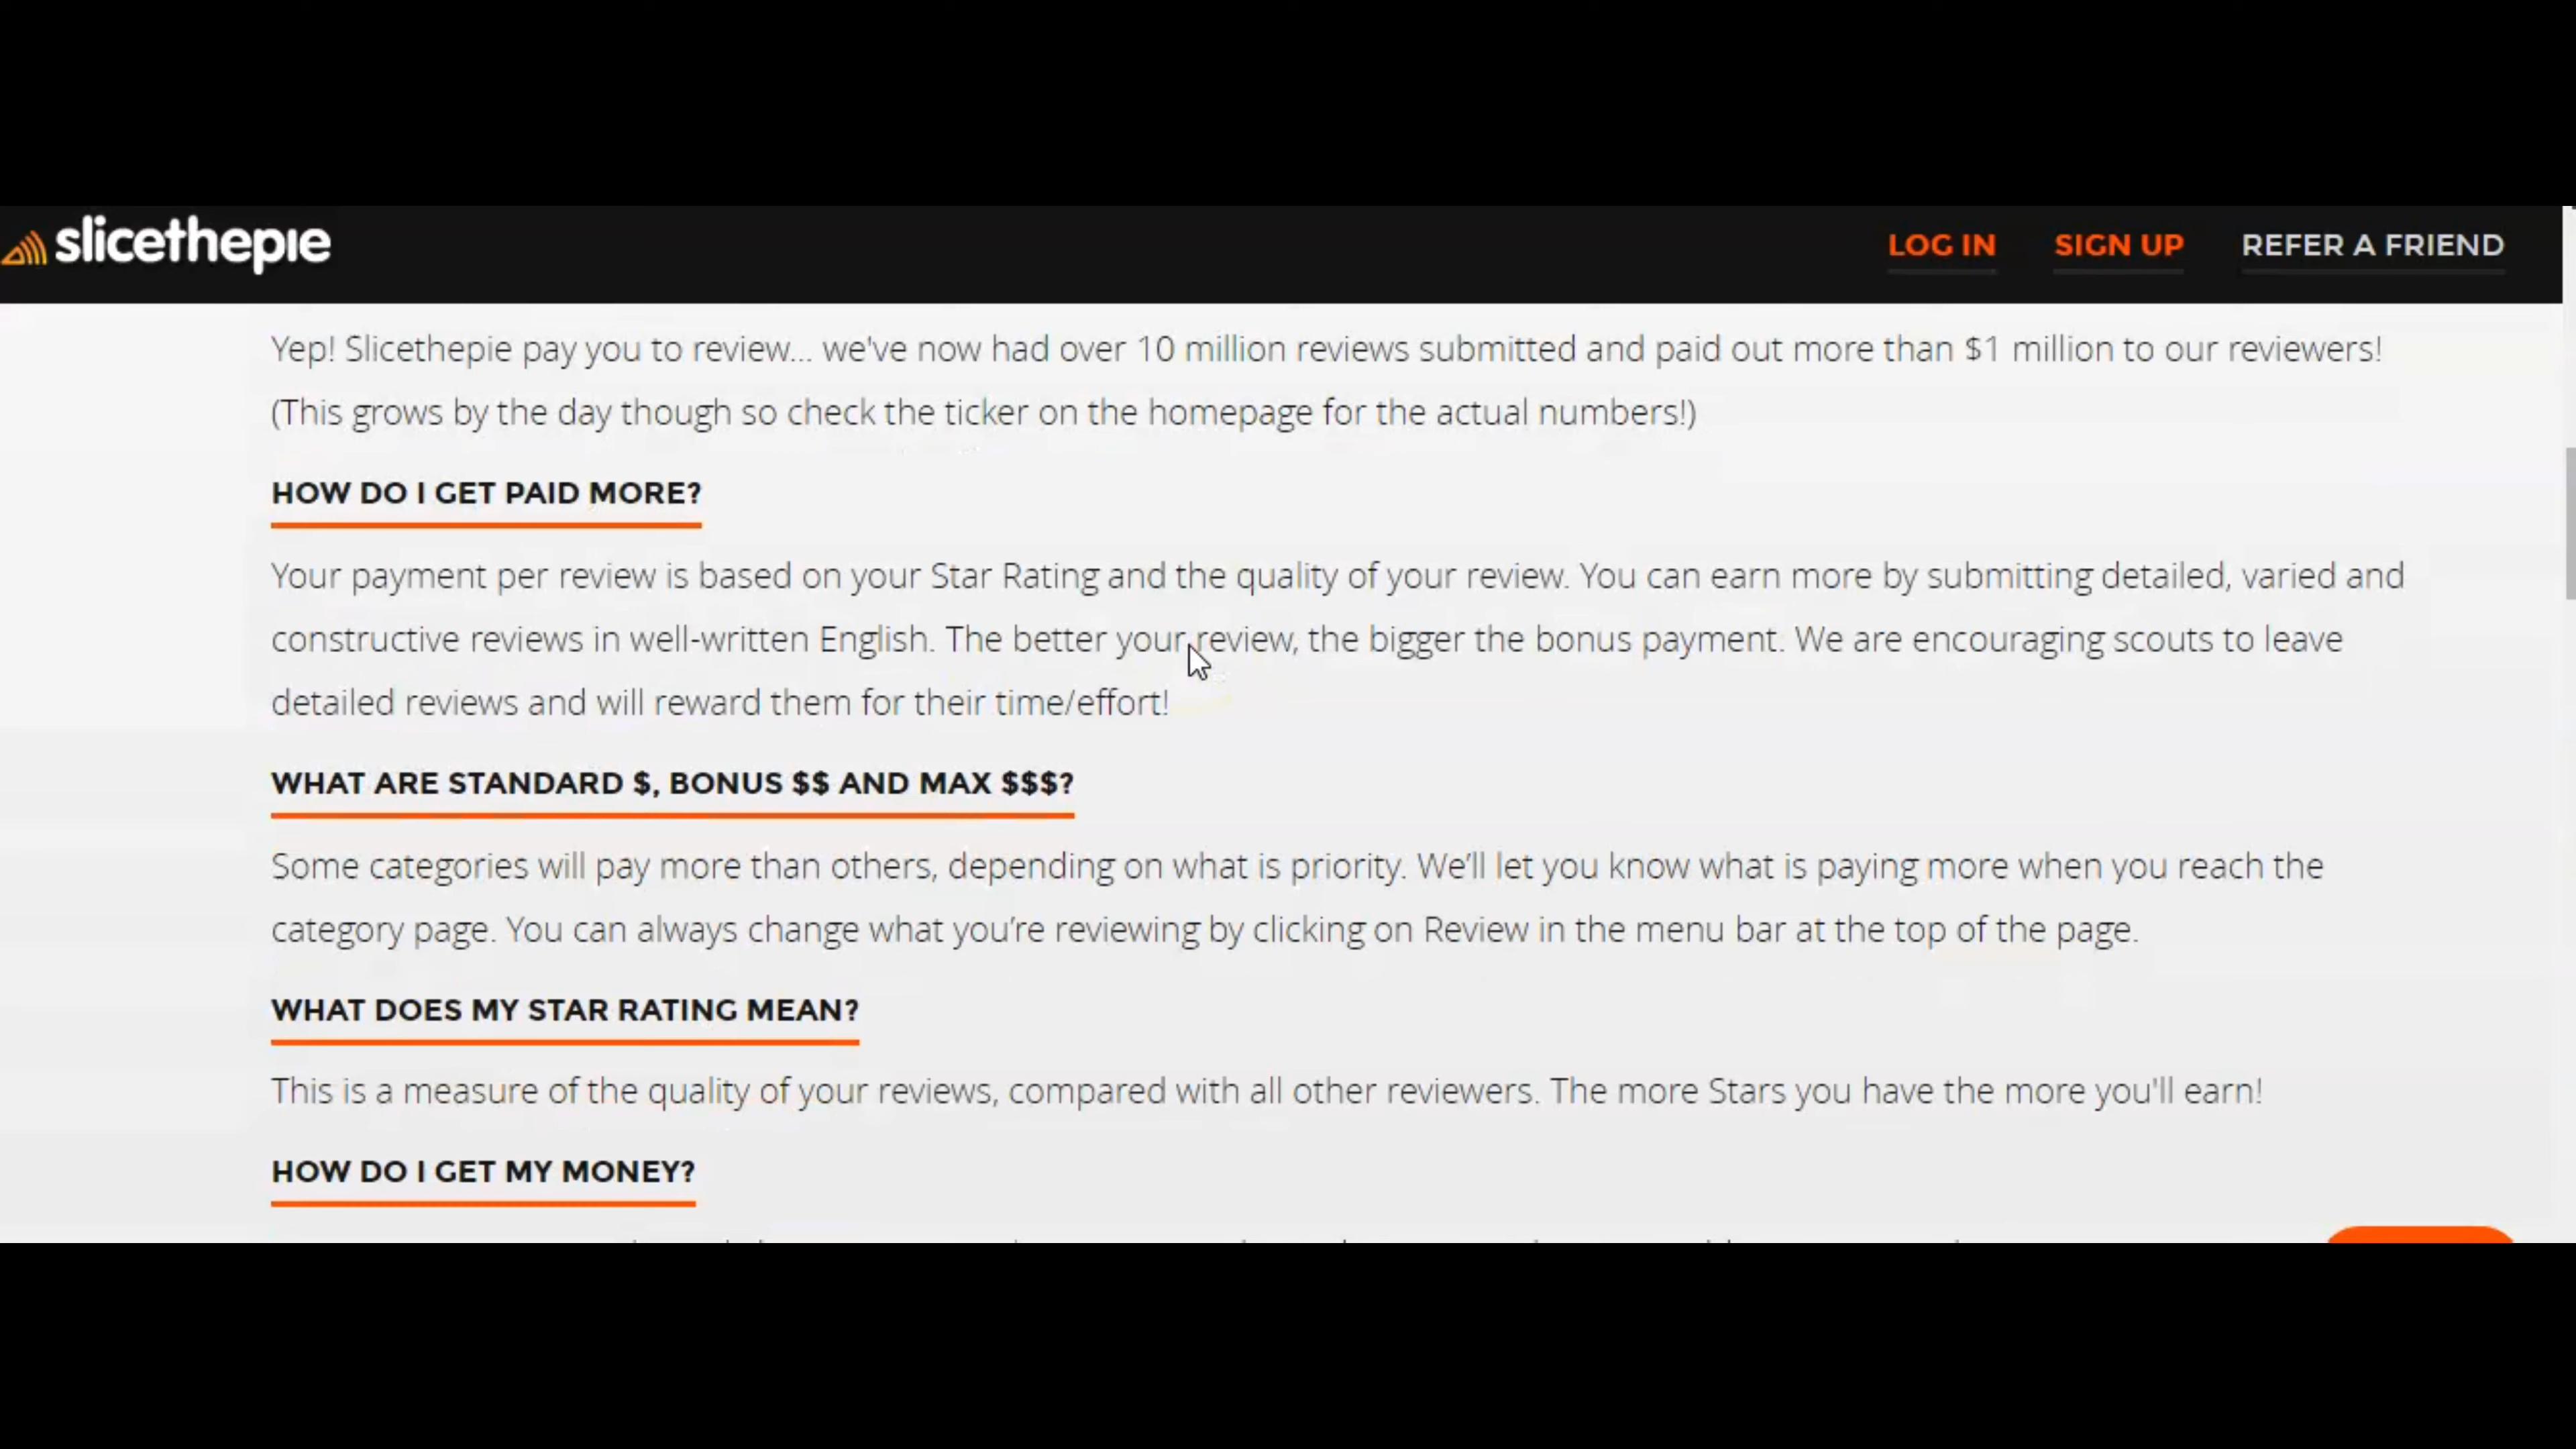 slicethepie
LOG IN SIGN UP REFER A FRIEND
Yep! Slicethepie pay you to review... we've now had over 10 million reviews submitted and paid out more than $1 million to our reviewers!
(This grows by the day though so check the ticker on the homepage for the actual numbers!)
HOW DO I GET PAID MORE?
Your payment per review is based on your Star Rating and the quality of your review. You can earn more by submitting detailed, varied and
constructive reviews in well-written English. The better your review, the bigger the bonus payment. We are encouraging scouts to leave
detailed reviews and will reward them for their time/effort!
WHAT ARE STANDARD $, BONUS $$ AND MAX $$$?
Some categories will pay more than others, depending on what is priority. We’ll let you know what is paying more when you reach the
category page. You can always change what you’re reviewing by clicking on Review in the menu bar at the top of the page.
WHAT DOES MY STAR RATING MEAN?
This is a measure of the quality of your reviews, compared with all other reviewers. The more Stars you have the more you'll earn!
HOW DO I GET MY MONEY?